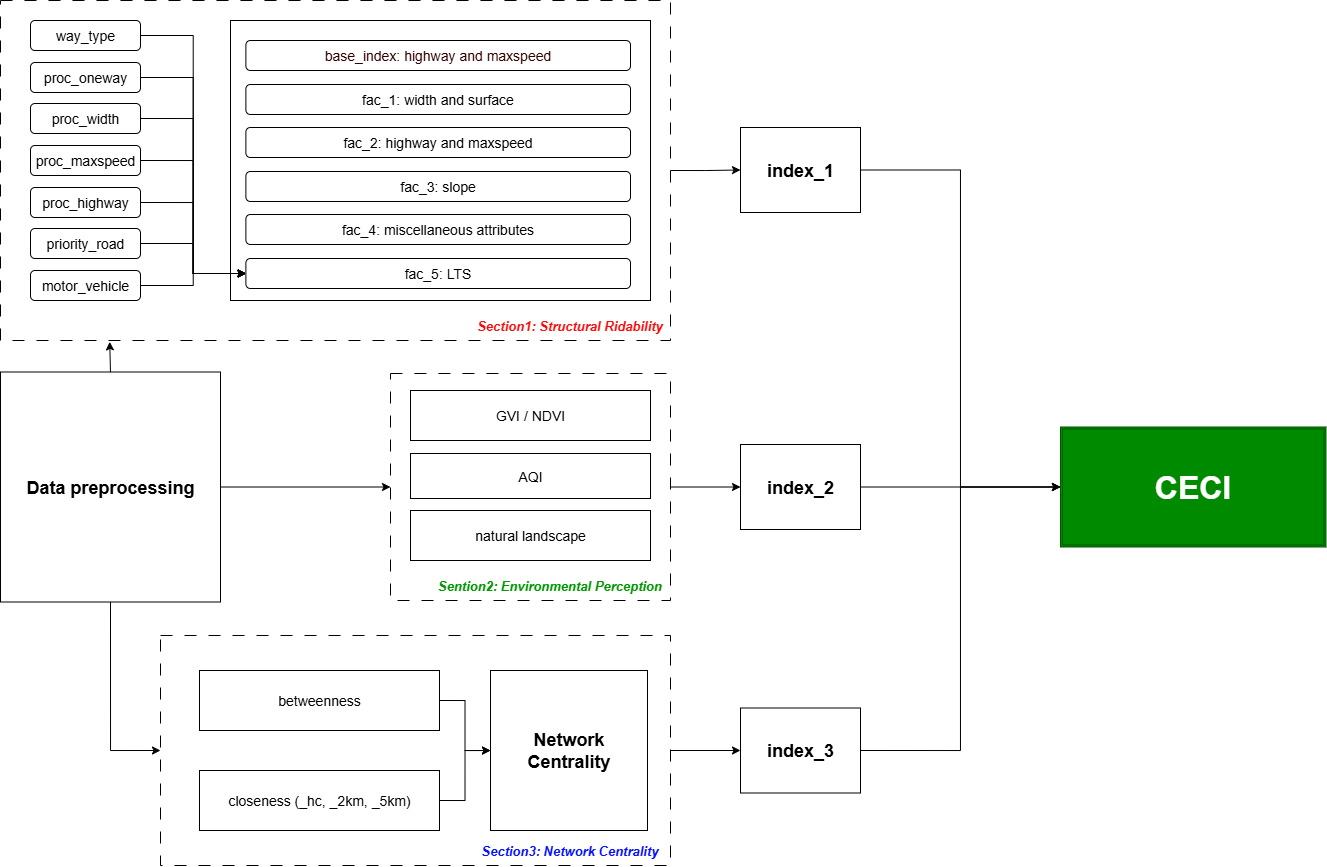 way_type
proc_oneway
proc_width
proc_maxspeed
proc_highway
priority_road
motor_vehicle
base_index: highway and maxspeed
fac_1: width and surface
fac_2: highway and maxspeed
fac_3: slope
fac_4: miscellaneous attributes
fac_5: LTS
Section1: Structural Ridability
index_1
Data preprocessing
GVI / NDVI
AQI
natural landscape
Sention2: Environmental Perception
index_2
CECI
betweenness
closeness (_hc, _2km, _5km)
Network
Centrality
Section3: Network Centrality
index_3